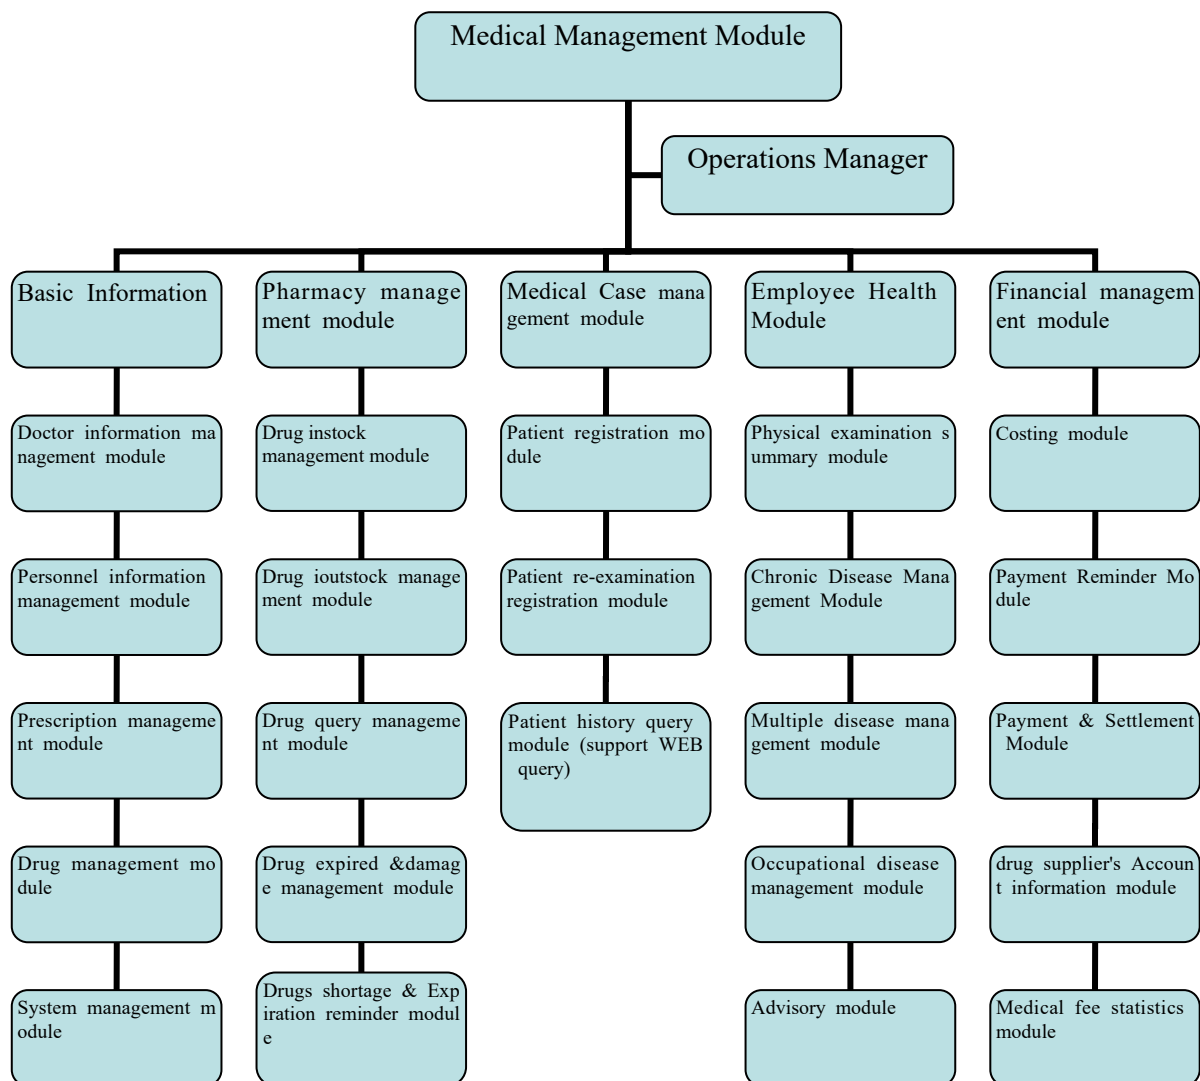 Medical Management Module
Operations Manager
Basic Information
Pharmacy manage
ment module
Medical Case mana
gement module
Employee Health
Module
Financial managem
ent module
Doctor information ma
nagement module
Drug instock
management module
Patient registration mo
dule
Physical examination s
ummary module
Costing module
Personnel information
management module
Drug ioutstock manage
ment module
Patient re-examination
registration module
Chronic Disease Mana
gement Module
Payment Reminder Mo
dule
Prescription manageme
nt module
Drug query manageme
nt module
Patient history query
module (support WEB
query)
Multiple disease mana
gement module
Payment & Settlement
Module
Drug management mo
dule
Drug expired &damag
e management module
Occupational disease
management module
drug supplier's Accoun
t information module
System management m
odule
Drugs shortage & Exp
iration reminder modul
e
Advisory module
Medical fee statistics
module